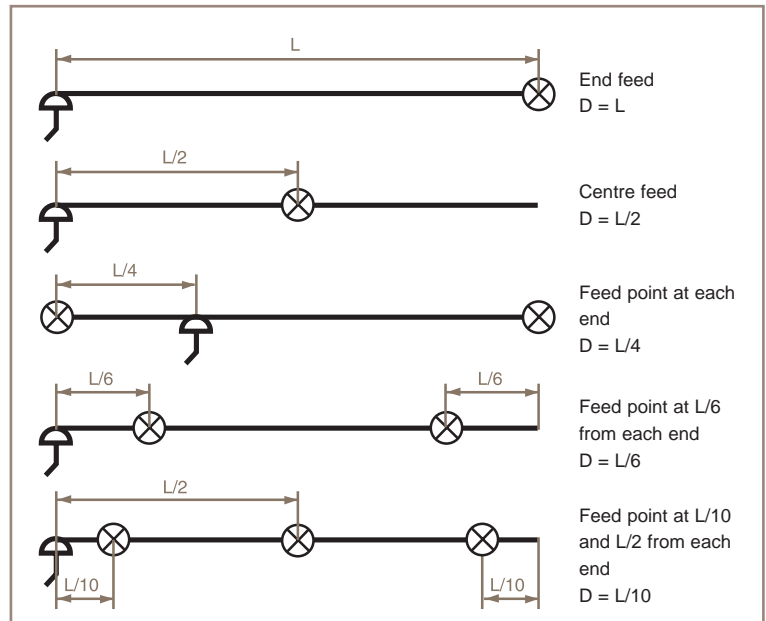 L
End feed
D = L
L/2
Centre feed
D = L/2
L/4
Feed point at each
end
D = L/4
L/6
L/6
Feed point at L/6
from each end
D = L/6
L/2
L/10
L/10
Feed point at L/10
and L/2 from each
end
D = L/10